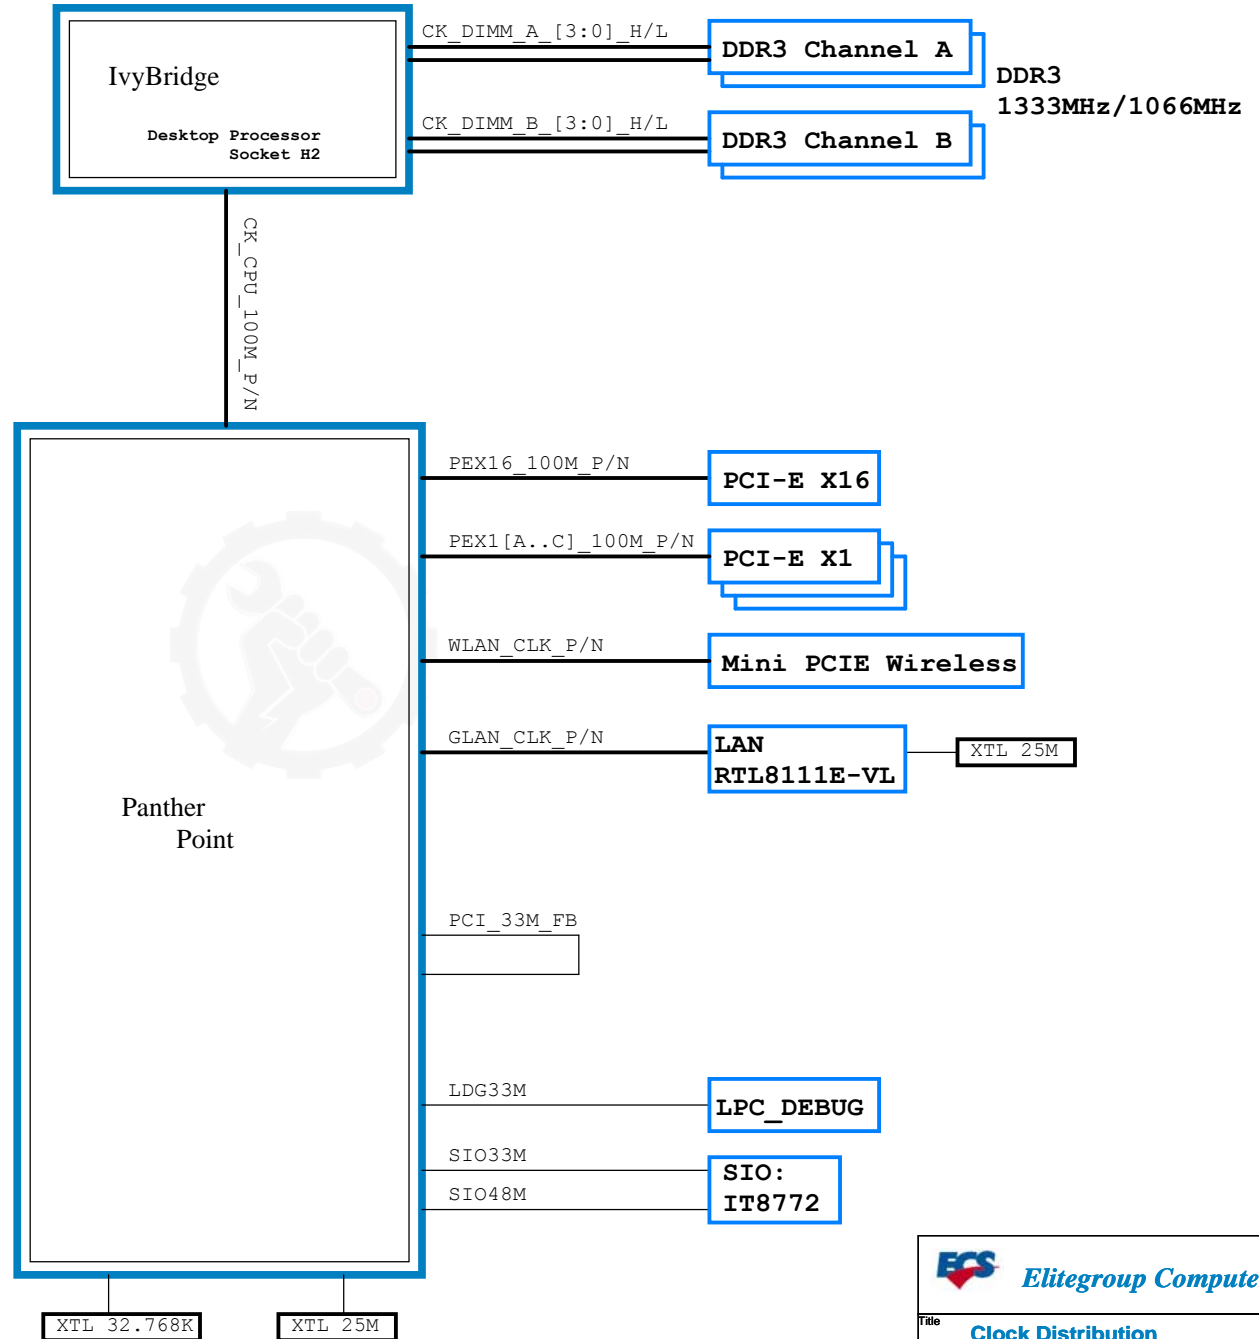 CK_DIMM_A_[3:0]_H/L
DDR3 Channel A
DDR3
1333MHz/1066MHz
IvyBridge
Desktop Processor
Socket H2
CK_DIMM_B_[3:0]_H/L
DDR3 Channel B
CK_CPU_100M_P/N
PEX16_100M_P/N
PCI-E X16
PEX1[A..C]_100M_P/N
PCI-E X1
WLAN_CLK_P/N
Mini PCIE Wireless
GLAN_CLK_P/N
LAN
RTL8111E-VL
XTL 25M
Panther
Point
PCI_33M_FB
LDG33M
LPC_DEBUG
SIO33M
SIO48M
SIO:
IT8772
XTL 32.768K
XTL 25M
ECS
Elitegroup Compute
Title
Clock Distribution